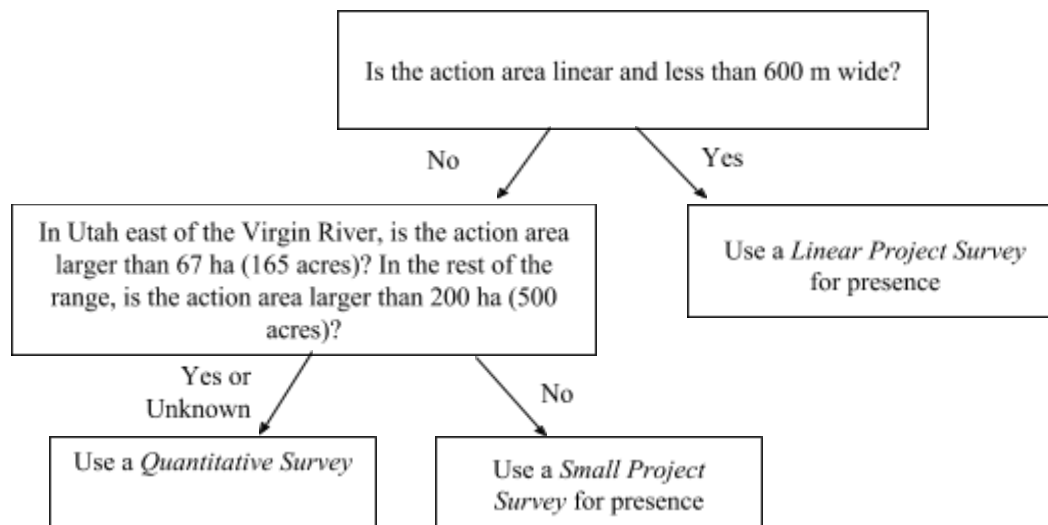 Is the action area linear and less than 600 m wide?
No
Yes
In Utah east of the Virgin River, is the action area
larger than 67 ha (165 acres)? In the rest of the
range, is the action area larger than 200 ha (500
acres)?
Use a Linear Project Survey
for presence
Yes or
Unknown
No
Use a Quantitative Survey
Use a Small Project
Survey for presence